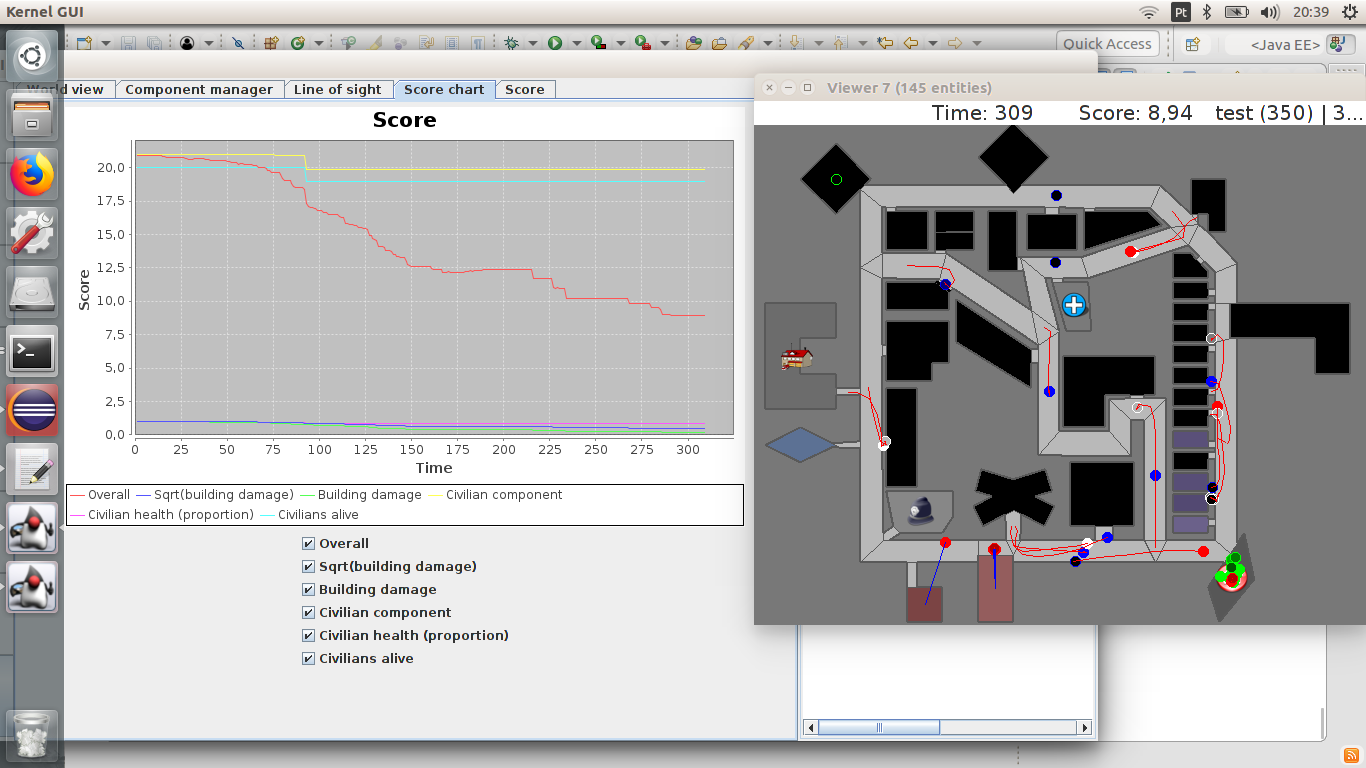 Kernel GUI
Pt
20:39
Quick Access
<Java EE>
World view
Component manager
Line of sight
Score chart
Score
Viewer 7 (145 entities)
Time: 309
Score: 8,94
test (350) | 3...
Score
Score
20,0
17,5
15,0
12,5
10,0
7,5
5,0
2,5
0,0
0 25 50 75 100 125 150 175 200 225 250 275 300
Time
Overall
Sqrt(building damage)
Building damage
Civilian component
Civilian health (proportion)
Civilians alive
Overall
Sqrt(building damage)
Building damage
Civilian component
Civilian health (proportion)
Civilians alive